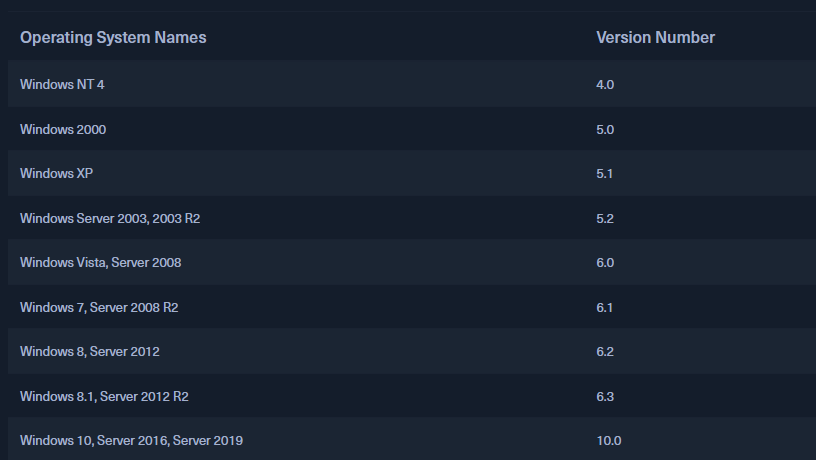 Operating System Names Version Number
Windows NT 4 4.0
Windows 2000 5.0
Windows XP 5.1
Windows Server 2003, 2003 R2 5.2
Windows Vista, Server 2008 6.0
Windows 7, Server 2008 R2 6.1
Windows 8, Server 2012 6.2
Windows 8.1, Server 2012 R2 6.3
Windows 10, Server 2016, Server 2019 10.0